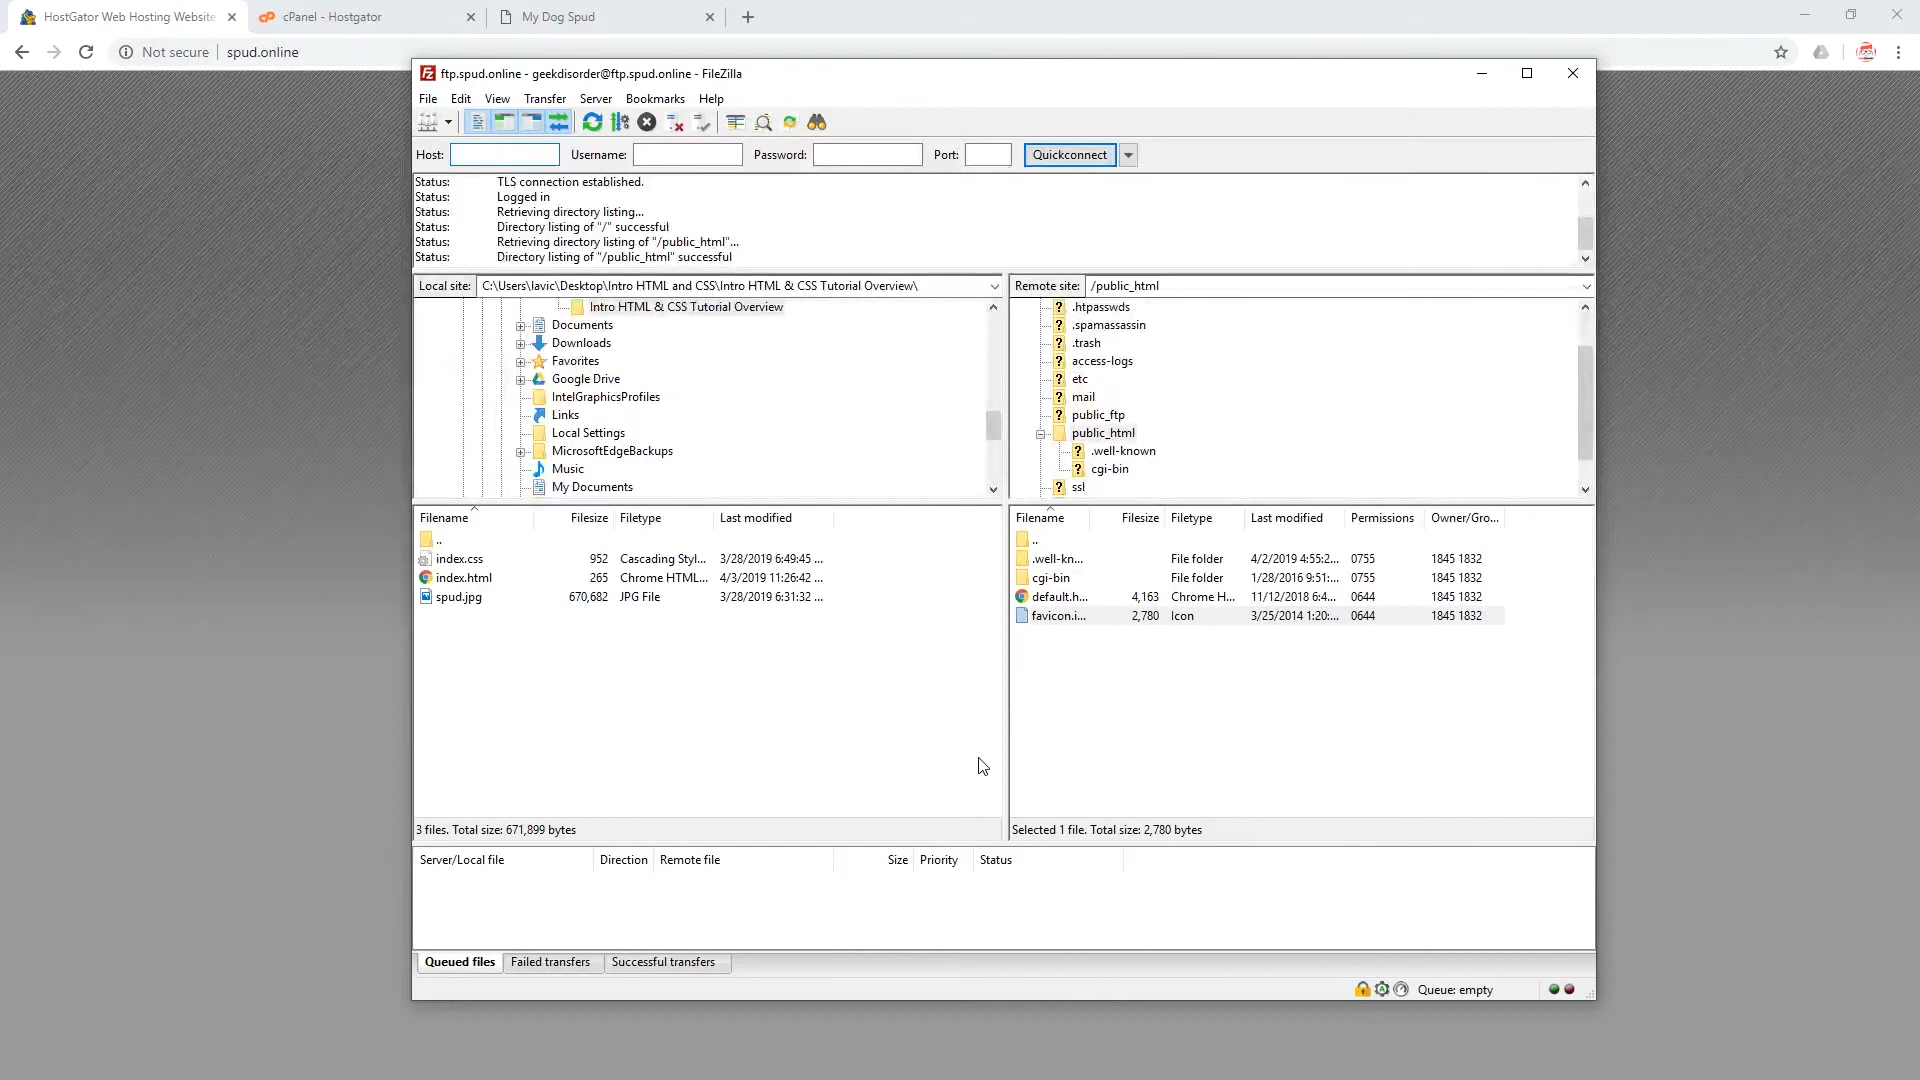 HostGator Web Hosting Website
cPanel - Hostgator
My Dog Spud
Not secure
spud.online
ftp.spud.online - geekdisorder@ftp.spud.online - FileZilla
File Edit View Transfer Server Bookmarks Help
Host: Username: Password: Port: Quickconnect
Status: TLS connection established.
Status: Logged in
Status: Retrieving directory listing...
Status: Directory listing of "/" successful
Status: Retrieving directory listing of "/public_html"...
Status: Directory listing of "/public_html" successful
Local site: C:\Users\lavic\Desktop\Intro HTML and CSS\Intro HTML & CSS Tutorial Overview\
Intro HTML & CSS Tutorial Overview
Documents
Downloads
Favorites
Google Drive
IntelGraphicsProfiles
Links
Local Settings
MicrosoftEdgeBackups
Music
My Documents
Remote site: /public_html
.htpasswds
.spamassassin
.trash
access-logs
etc
mail
public_ftp
public_html
.well-known
cgi-bin
ssl
Filename Filesize Filetype Last modified
..
index.css 952 Cascading Styl... 3/28/2019 6:49:45 ...
index.html 265 Chrome HTML... 4/3/2019 11:26:42 ...
spud.jpg 670,682 JPG File 3/28/2019 6:31:32 ...
3 files. Total size: 671,899 bytes
Filename Filesize Filetype Last modified Permissions Owner/Gro...
..
.well-kn... File folder 4/2/2019 4:55:2... 0755 1845 1832
cgi-bin File folder 1/28/2016 9:51:... 0755 1845 1832
default.h... 4,163 Chrome H... 11/12/2018 6:4... 0644 1845 1832
favicon.i... 2,780 Icon 3/25/2014 1:20:... 0644 1845 1832
Selected 1 file. Total size: 2,780 bytes
Server/Local file Direction Remote file Size Priority Status
Queued files Failed transfers Successful transfers
Queue: empty